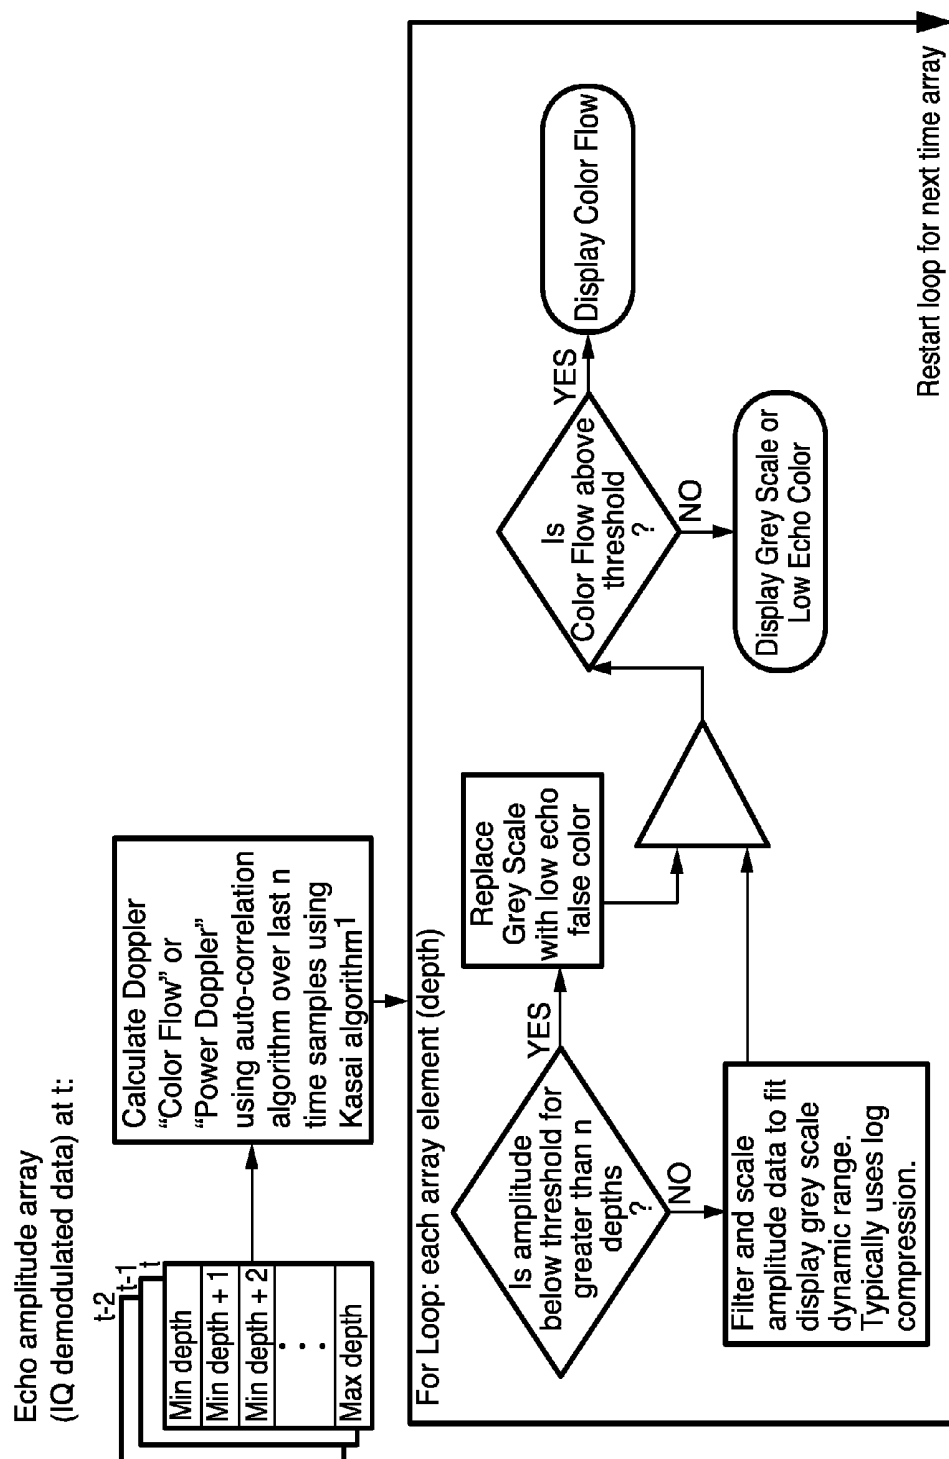 Echo amplitude array
(IQ demodulated data) at t:
t-2
t-1
t
Min depth
Min depth + 1
Min depth + 2
. . .
Max depth
Calculate Doppler
“Color Flow” or
“Power Doppler”
using auto-correlation
algorithm over last n
time samples using
Kasai algorithm1
For Loop: each array element (depth)
Is amplitude
below threshold for
greater than n
depths
?
YES
Replace
Grey Scale
with low echo
false color
NO
Filter and scale
amplitude data to fit
display grey scale
dynamic range.
Typically uses log
compression.
Is
Color Flow above
threshold
?
YES
Display Color Flow
NO
Display Grey Scale or
Low Echo Color
Restart loop for next time array